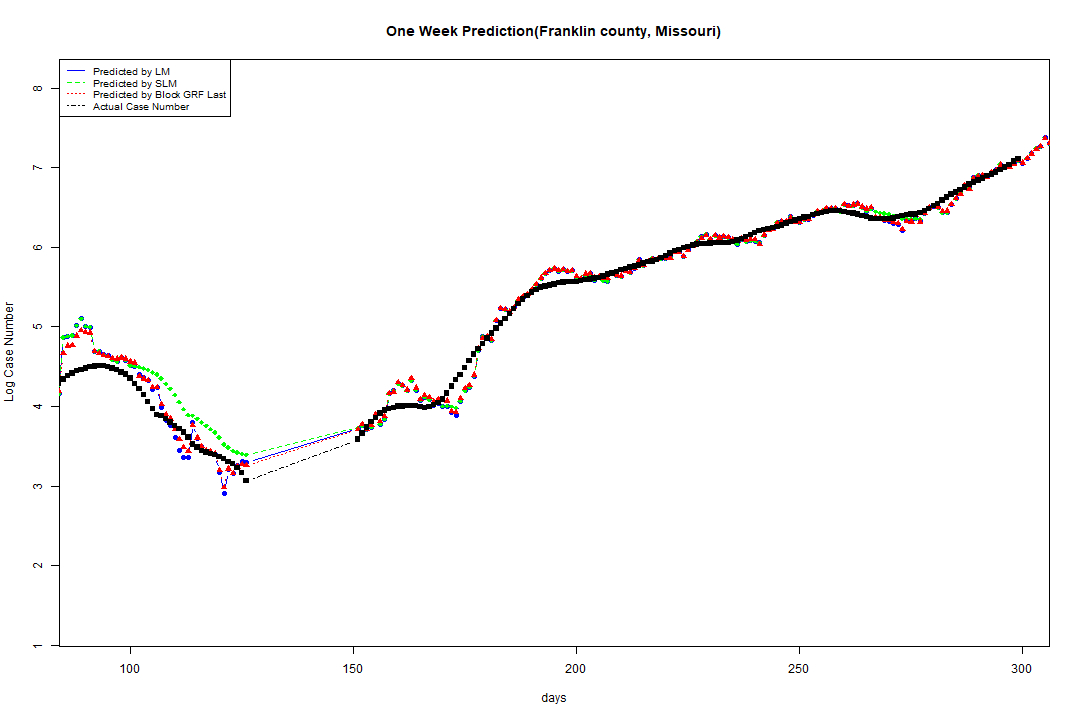 One Week Prediction(Franklin county, Missouri)
Predicted by LM
Predicted by SLM
Predicted by Block GRF Last
Actual Case Number
Log Case Number
8
7
6
5
4
3
2
1
100 150 200 250 300
days